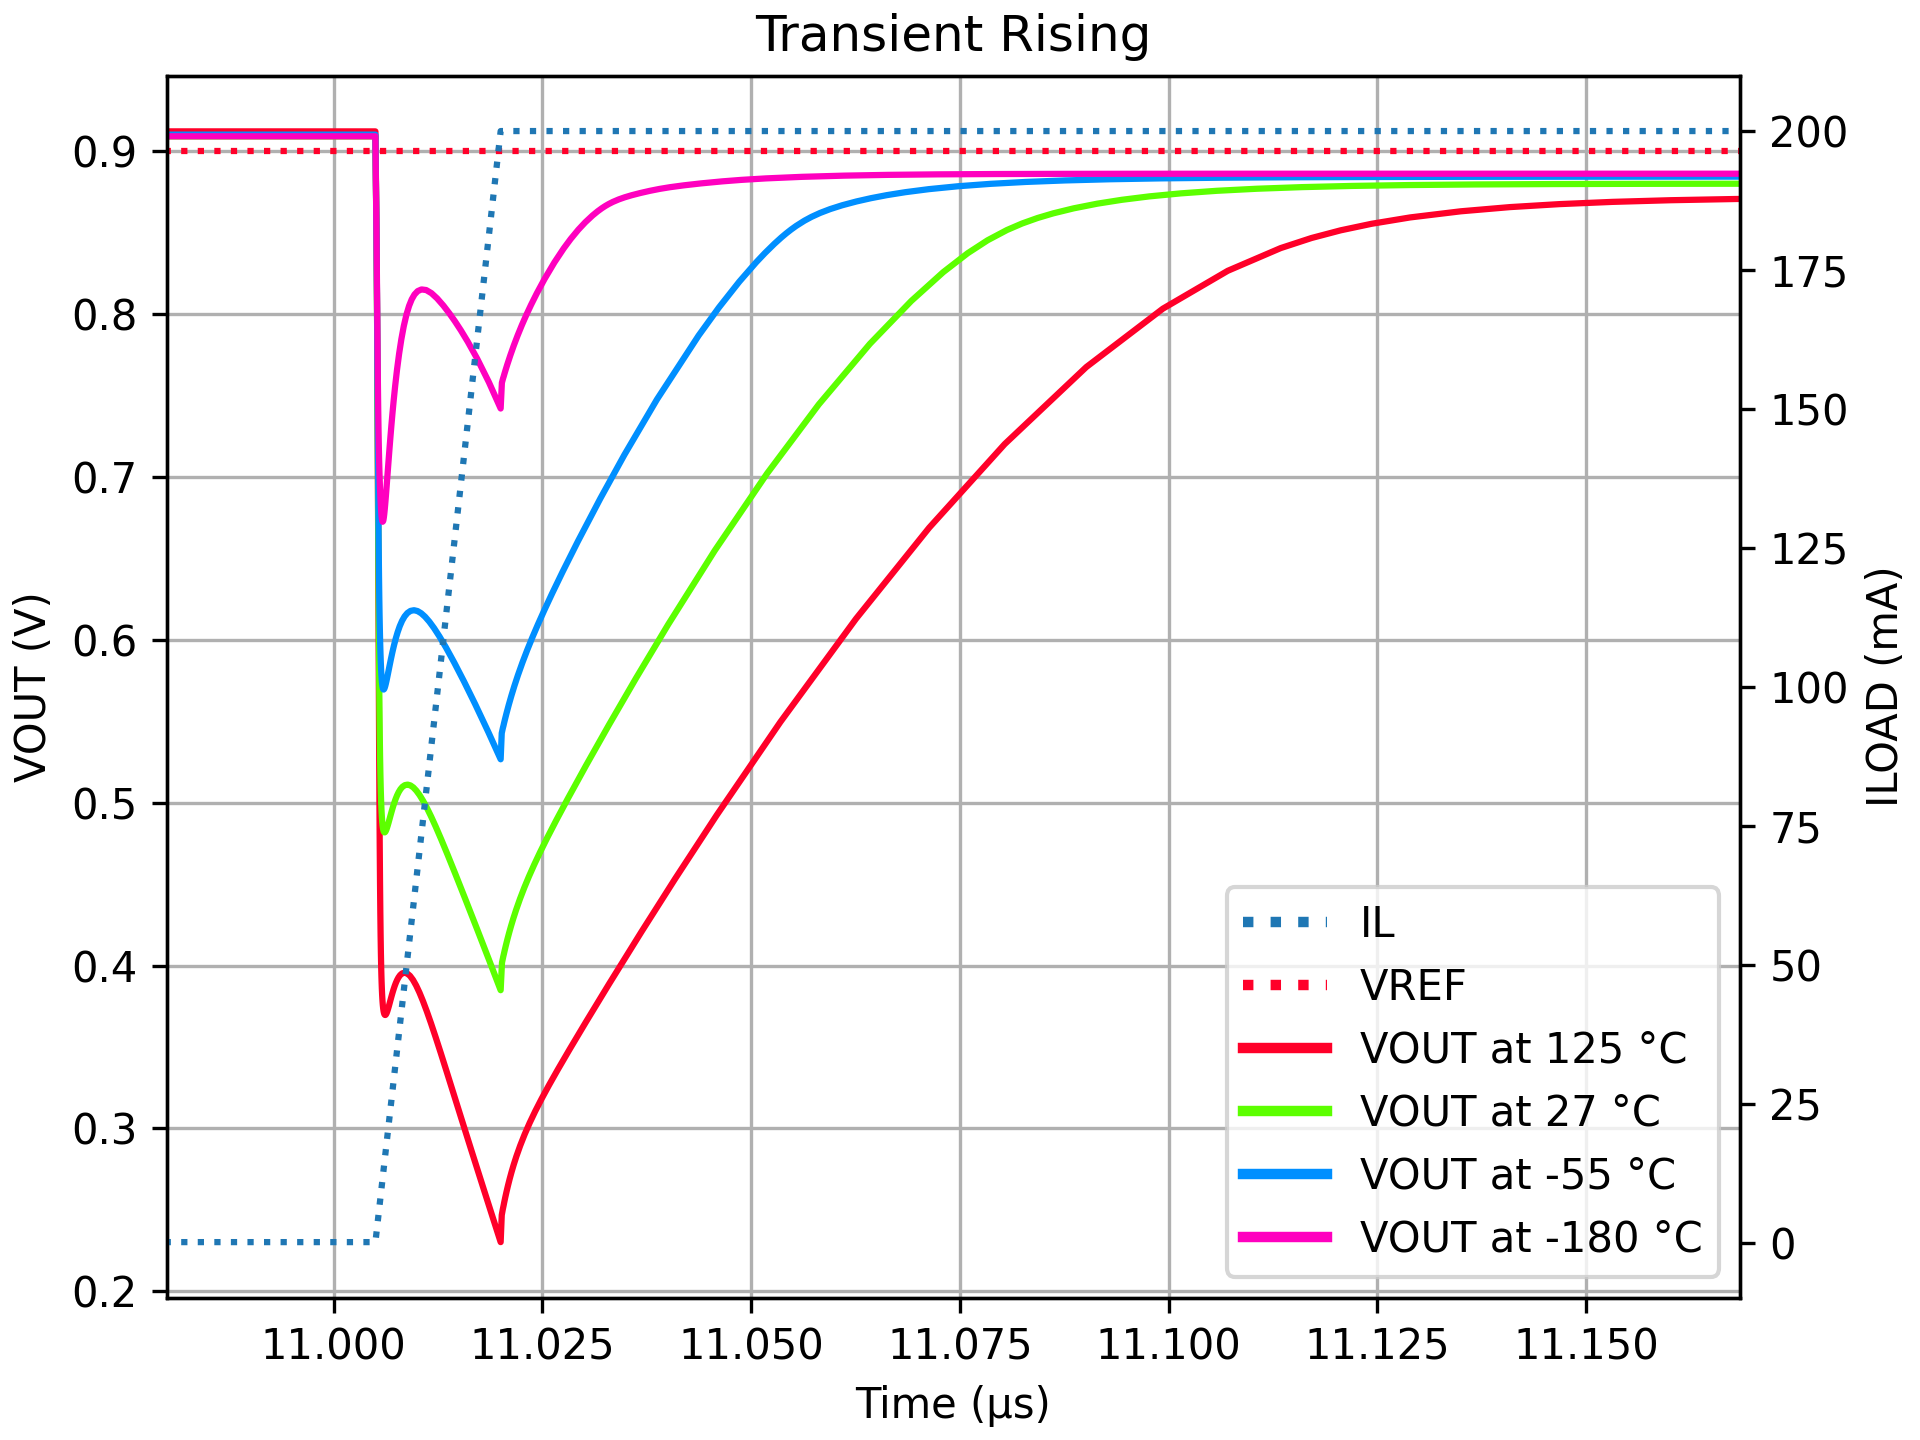 Transient Rising
0.9
0.8
0.7
0.6
0.5
0.4
0.3
0.2
VOUT (V)
200
175
150
125
100
75
50
25
0
ILOAD (mA)
11.000 11.025 11.050 11.075 11.100 11.125 11.150
Time (µs)
IL
VREF
VOUT at 125 °C
VOUT at 27 °C
VOUT at -55 °C
VOUT at -180 °C